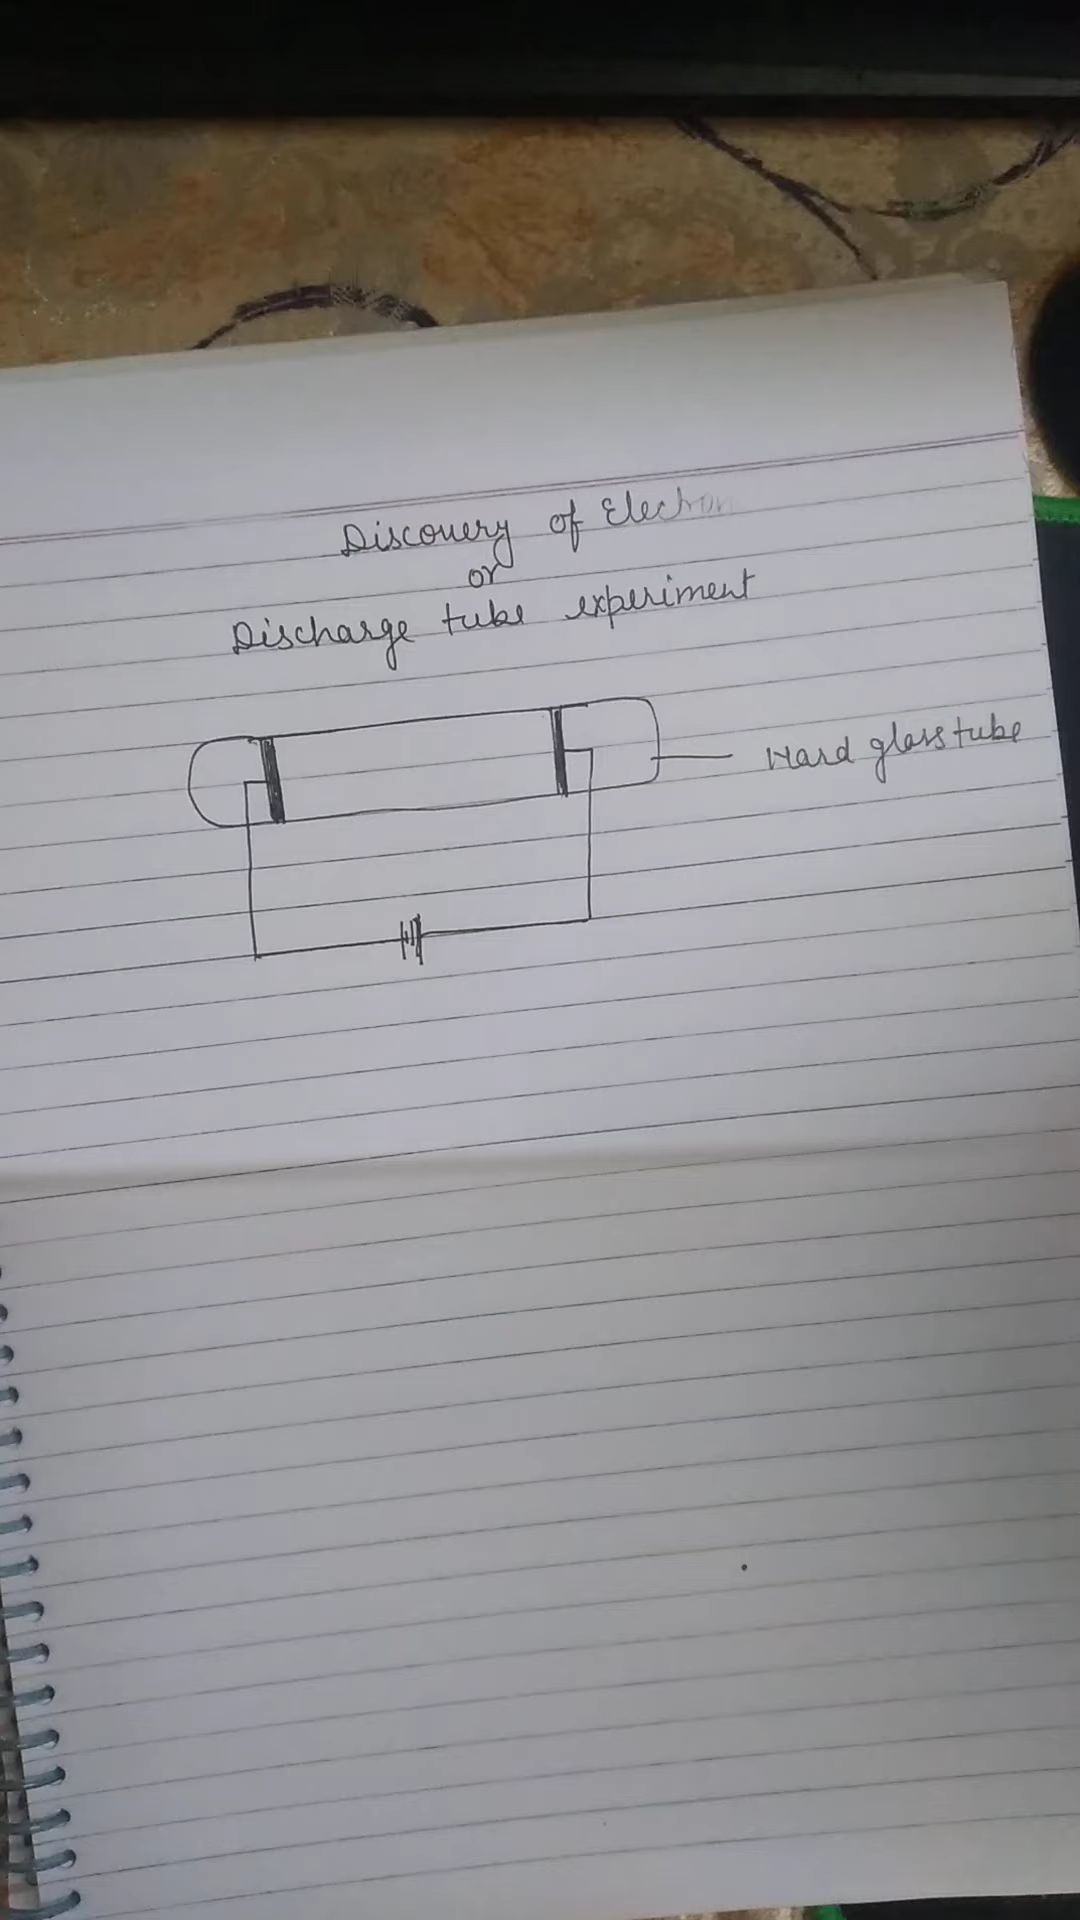 Discovery of Electron
or
Discharge tube experiment
Hard glass tube